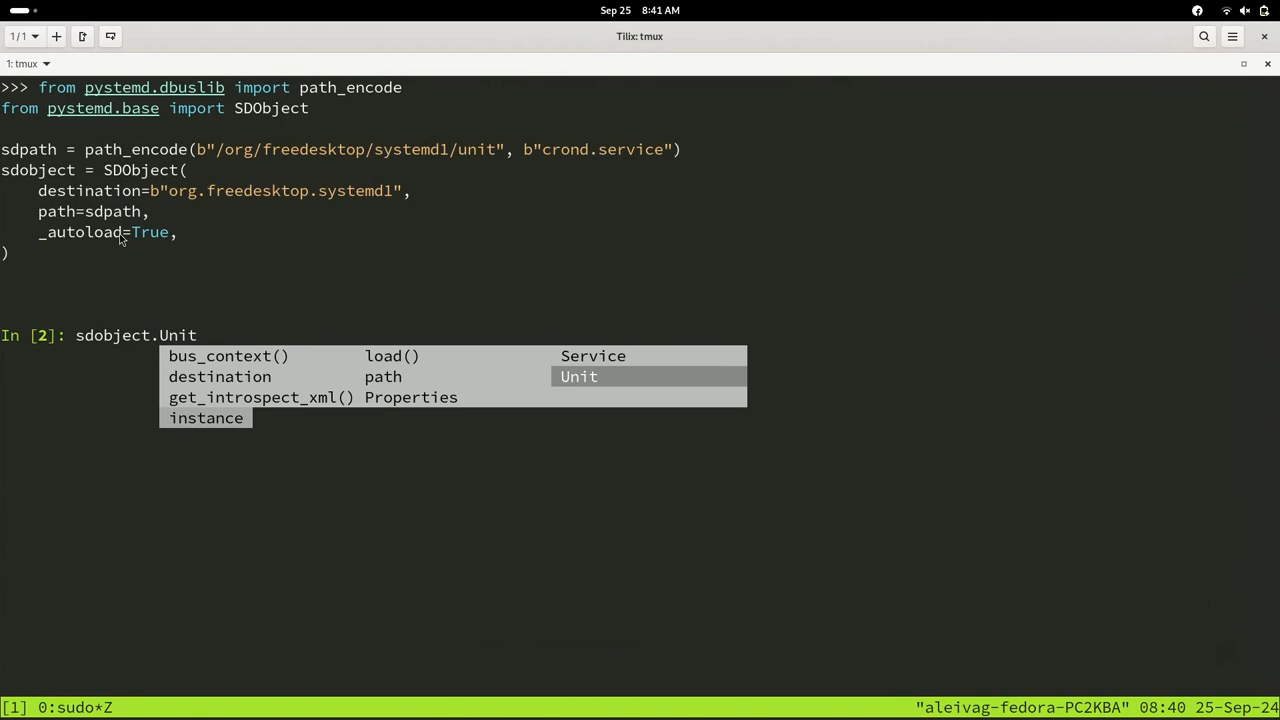 Sep 25 8:41 AM
1/1
Tilix: tmux
1: tmux
>>> from pystemd.dbuslib import path_encode
from pystemd.base import SDObject
sdpath = path_encode(b"/org/freedesktop/systemd1/unit", b"crond.service")
sdobject = SDObject(
    destination=b"org.freedesktop.systemd1",
    path=sdpath,
    _autoload=True,
)
In [2]: sdobject.Unit
bus_context() load() Service
destination path Unit
get_introspect_xml() Properties
instance
[1] 0:sudo*Z "aleivag-fedora-PC2KBA" 08:40 25-Sep-24